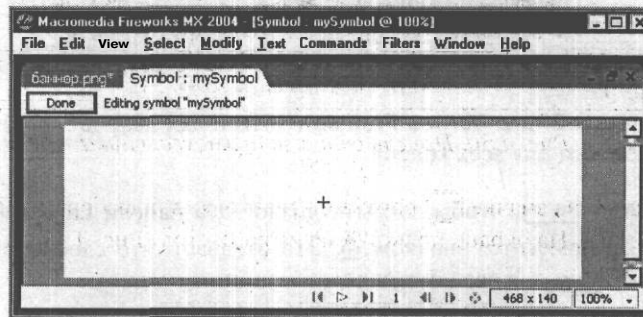 Macromedia Fireworks MX 2004 - [Symbol : mySymbol @ 100%]
File Edit View Select Modify Text Commands Filters Window Help
баннер.png* Symbol : mySymbol
Done Editing symbol "mySymbol"
1 468 x 140 100%